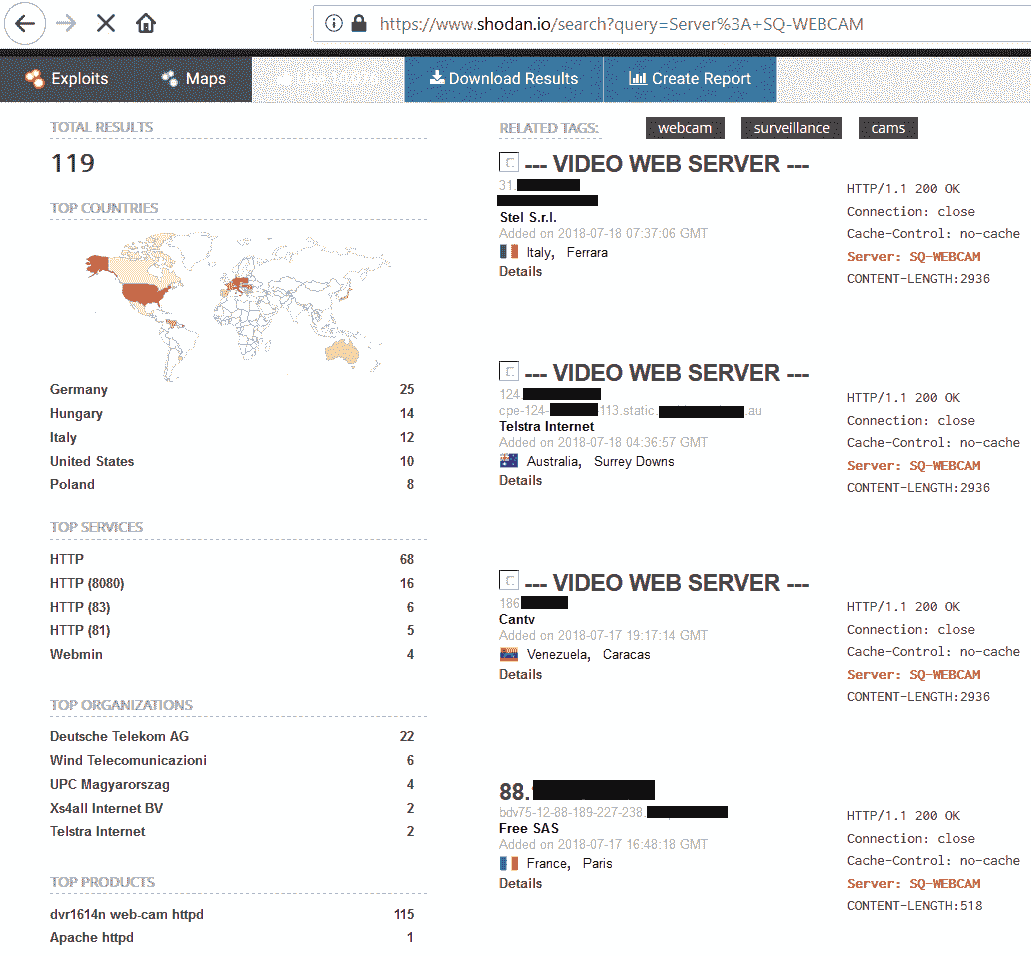 https://www.shodan.io/search?query=Server%3A+SQ-WEBCAM
Exploits
Maps
Download Results
Create Report
TOTAL RESULTS
119
TOP COUNTRIES
Germany 25
Hungary 14
Italy 12
United States 10
Poland 8
TOP SERVICES
HTTP 68
HTTP (8080) 16
HTTP (83) 6
HTTP (81) 5
Webmin 4
TOP ORGANIZATIONS
Deutsche Telekom AG 22
Wind Telecomunicazioni 6
UPC Magyarorszag 4
Xs4all Internet BV 2
Telstra Internet 2
TOP PRODUCTS
dvr1614n web-cam httpd 115
Apache httpd 1
RELATED TAGS: webcam surveillance cams
--- VIDEO WEB SERVER ---
31.
Stel S.r.l.
Added on 2018-07-18 07:37:06 GMT
Italy, Ferrara
Details
HTTP/1.1 200 OK
Connection: close
Cache-Control: no-cache
Server: SQ-WEBCAM
CONTENT-LENGTH:2936
--- VIDEO WEB SERVER ---
124.
cpe-124- -113.static. .au
Telstra Internet
Added on 2018-07-18 04:36:57 GMT
Australia, Surrey Downs
Details
HTTP/1.1 200 OK
Connection: close
Cache-Control: no-cache
Server: SQ-WEBCAM
CONTENT-LENGTH:2936
--- VIDEO WEB SERVER ---
186
Cantv
Added on 2018-07-17 19:17:14 GMT
Venezuela, Caracas
Details
HTTP/1.1 200 OK
Connection: close
Cache-Control: no-cache
Server: SQ-WEBCAM
CONTENT-LENGTH:2936
88.
bdv75-12-88-189-227-238.
Free SAS
Added on 2018-07-17 16:48:18 GMT
France, Paris
Details
HTTP/1.1 200 OK
Connection: close
Cache-Control: no-cache
Server: SQ-WEBCAM
CONTENT-LENGTH:518